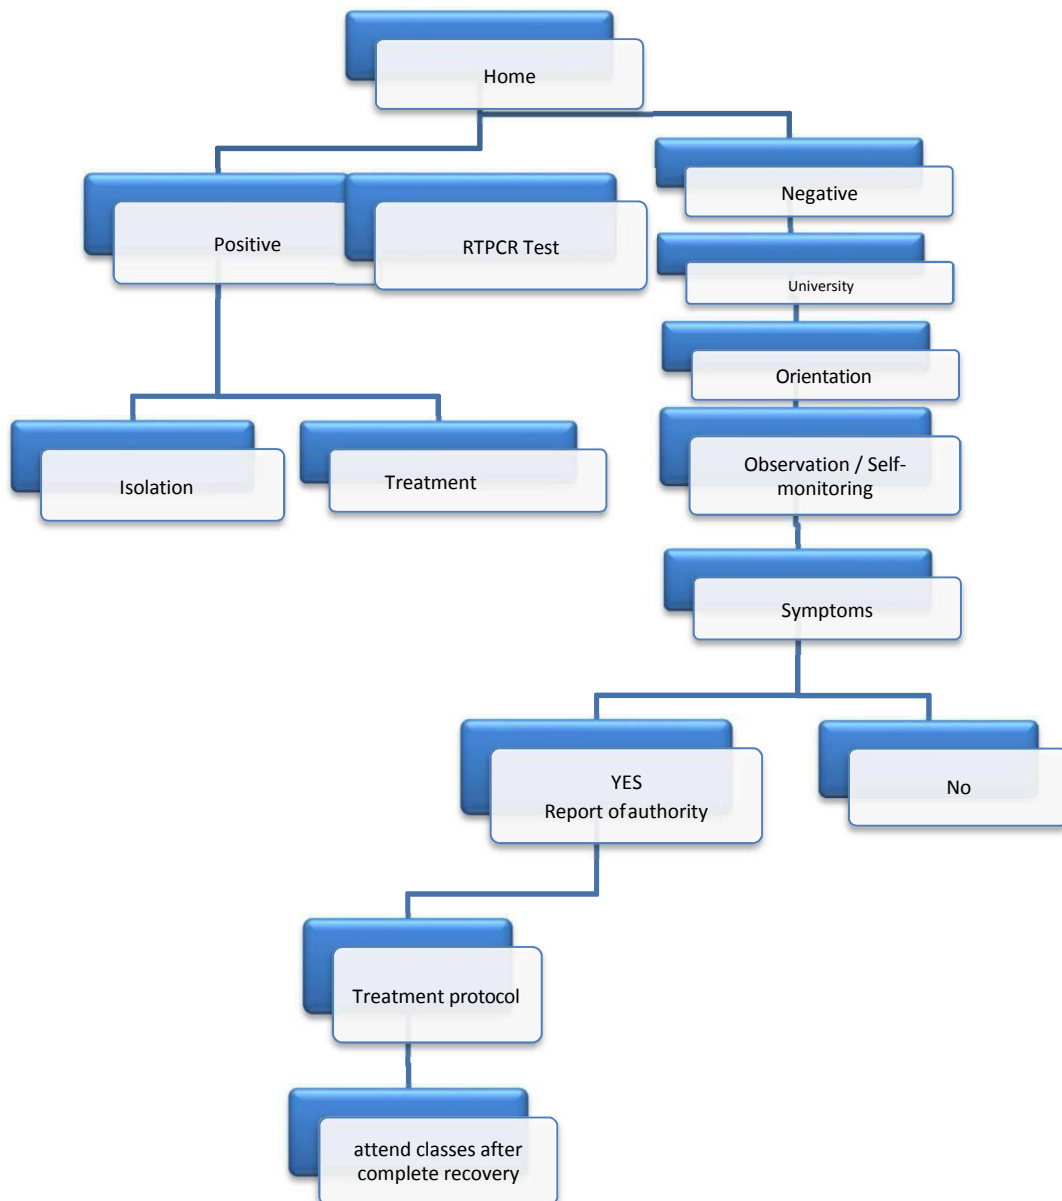 Home
Negative
Positive
RTPCR Test
University
Orientation
Observation / Self-
monitoring
Isolation
Treatment
Symptoms
YES
Report of authority
No
Treatment protocol
attend classes after
complete recovery